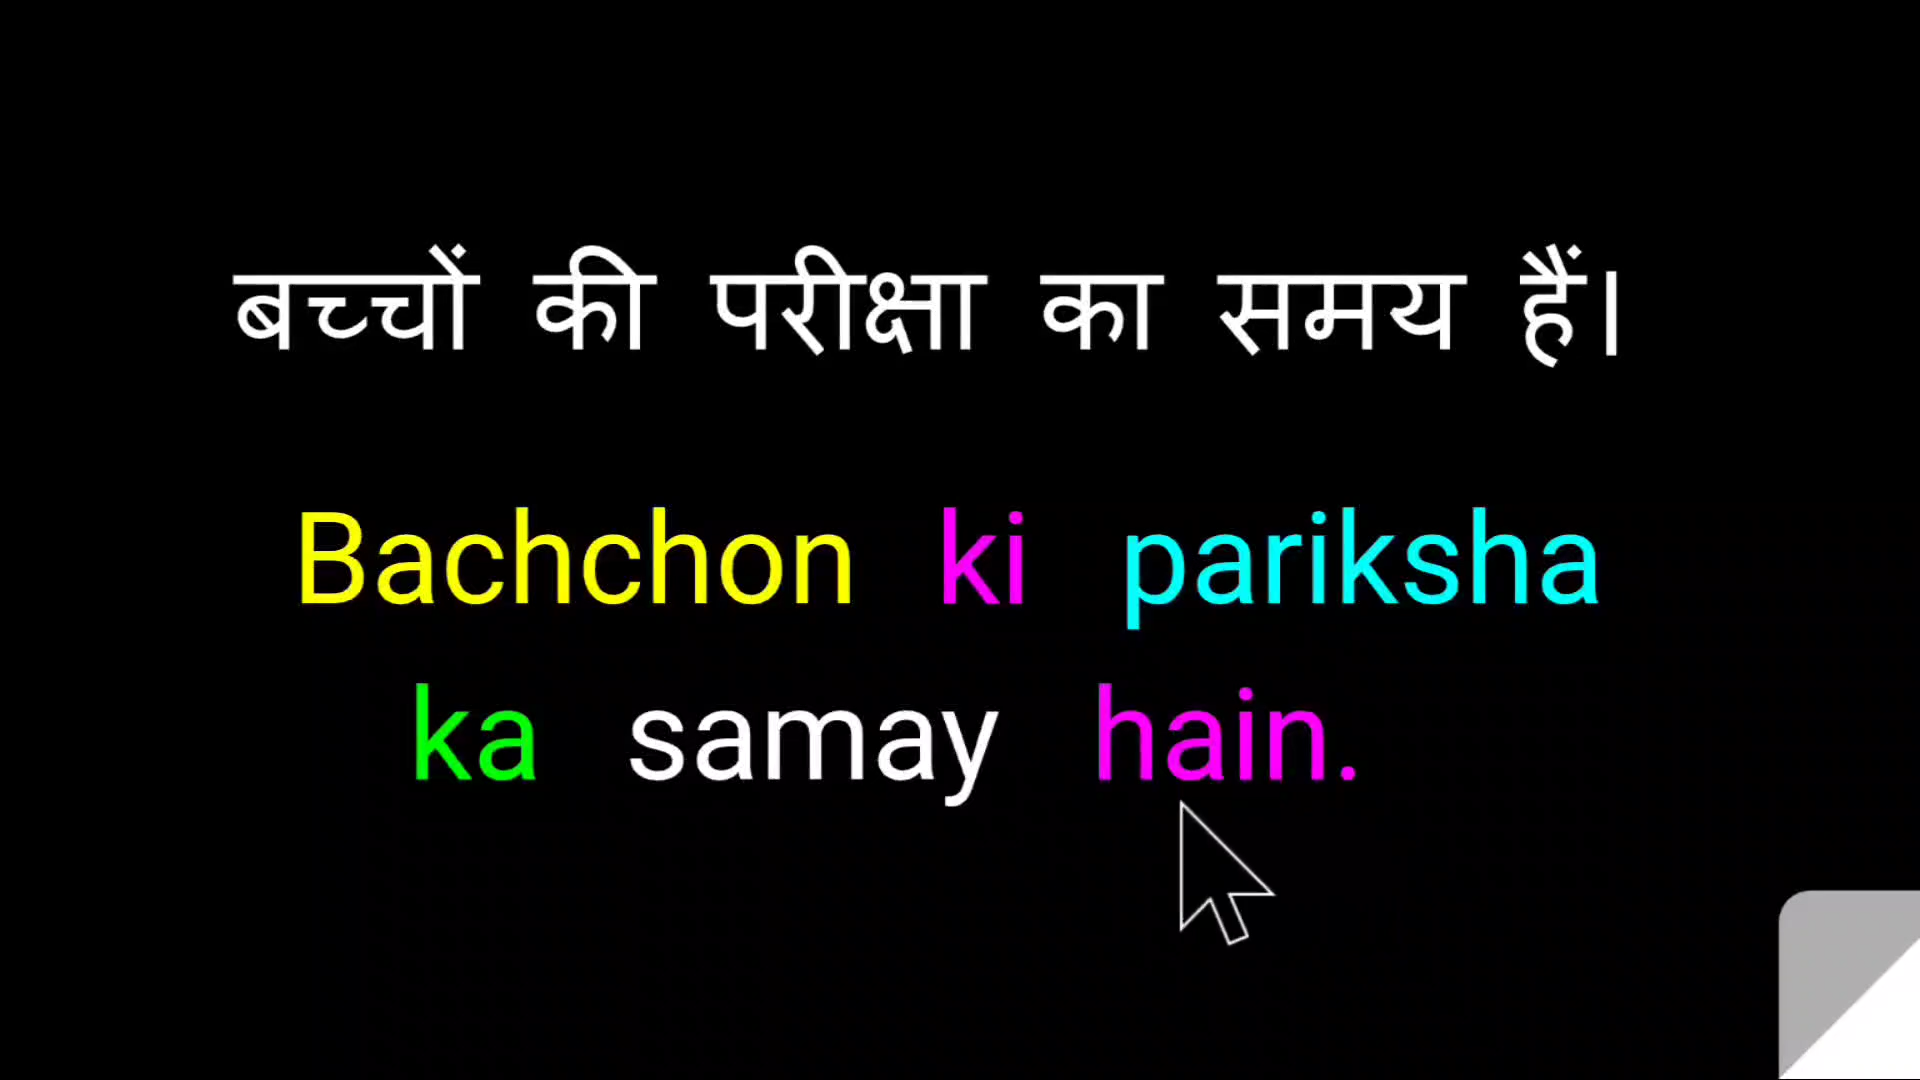 बच्चों की परीक्षा का समय हैं।
Bachchon ki pariksha
ka samay hain.